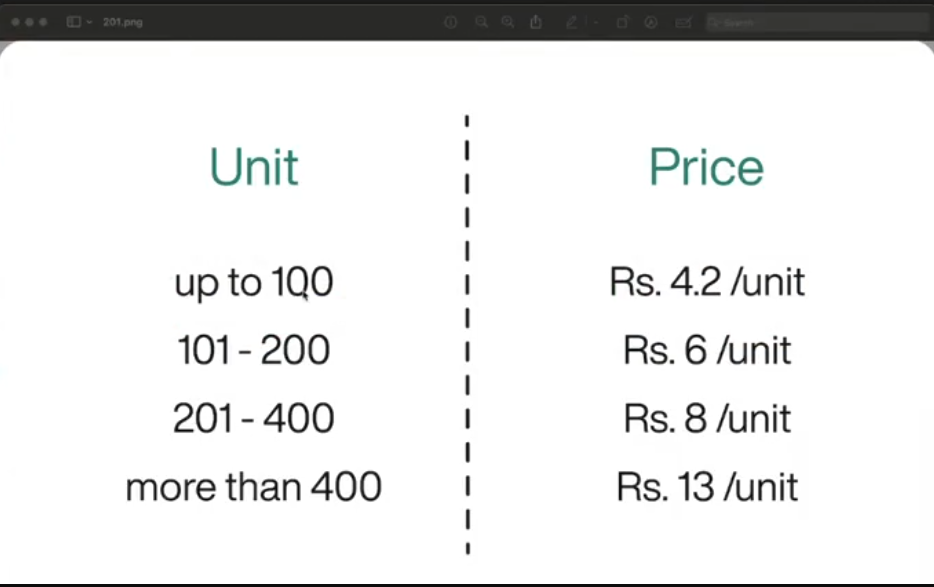 201.png
Search
Unit Price
up to 100 Rs. 4.2 /unit
101 - 200 Rs. 6 /unit
201 - 400 Rs. 8 /unit
more than 400 Rs. 13 /unit